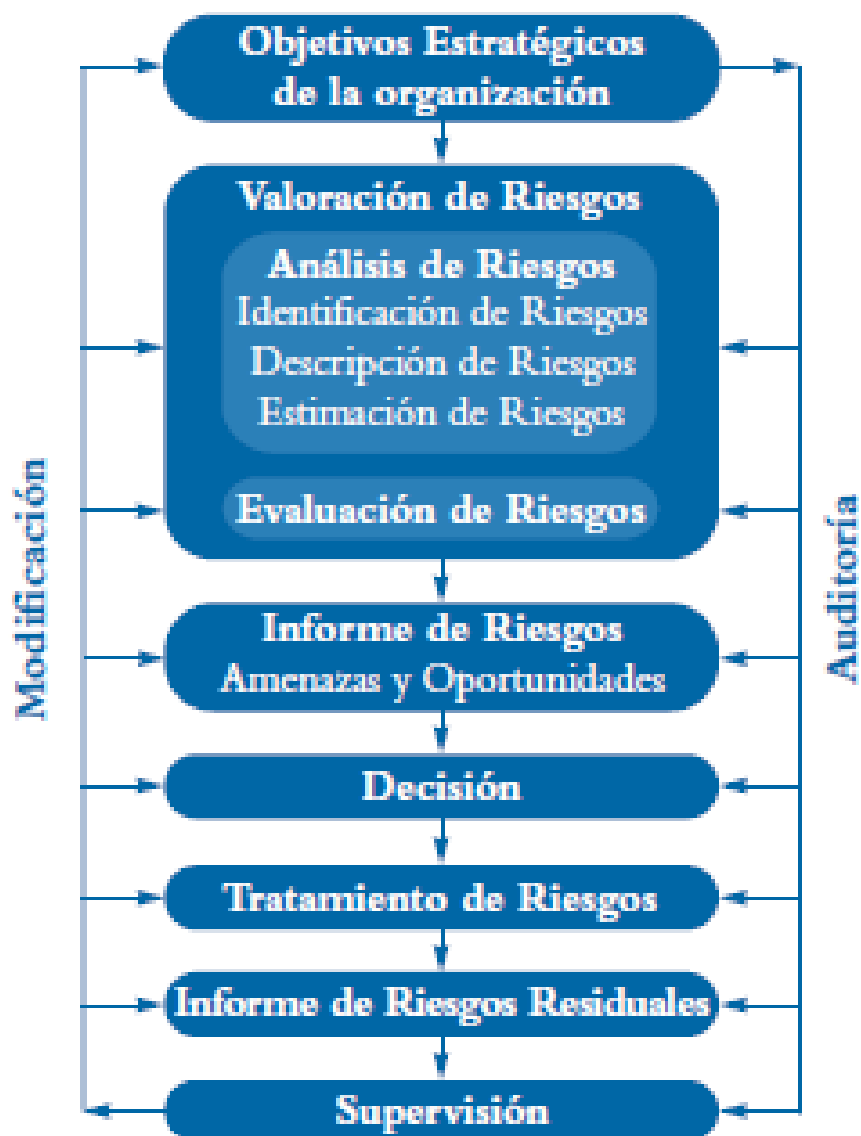 Objetivos Estratégicos
de la organización
Valoración de Riesgos
Análisis de Riesgos
Identificación de Riesgos
Descripción de Riesgos
Estimación de Riesgos
Evaluación de Riesgos
Informe de Riesgos
Amenazas y Oportunidades
Decisión
Tratamiento de Riesgos
Informe de Riesgos Residuales
Supervisión
Modificación
Auditoría